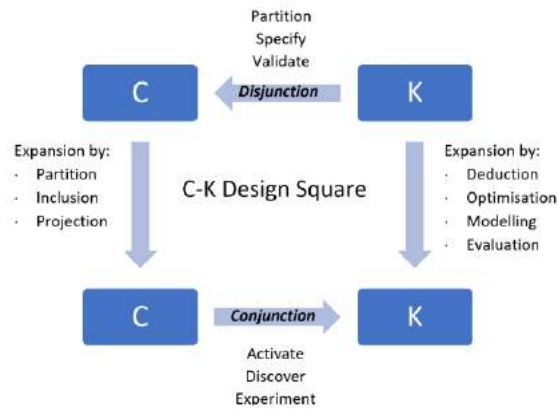 Partition
Specify
Validate
C
Disjunction
K
Expansion by:
· Partition
· Inclusion
· Projection
C-K Design Square
Expansion by:
· Deduction
· Optimisation
· Modelling
· Evaluation
C
Conjunction
K
Activate
Discover
Experiment